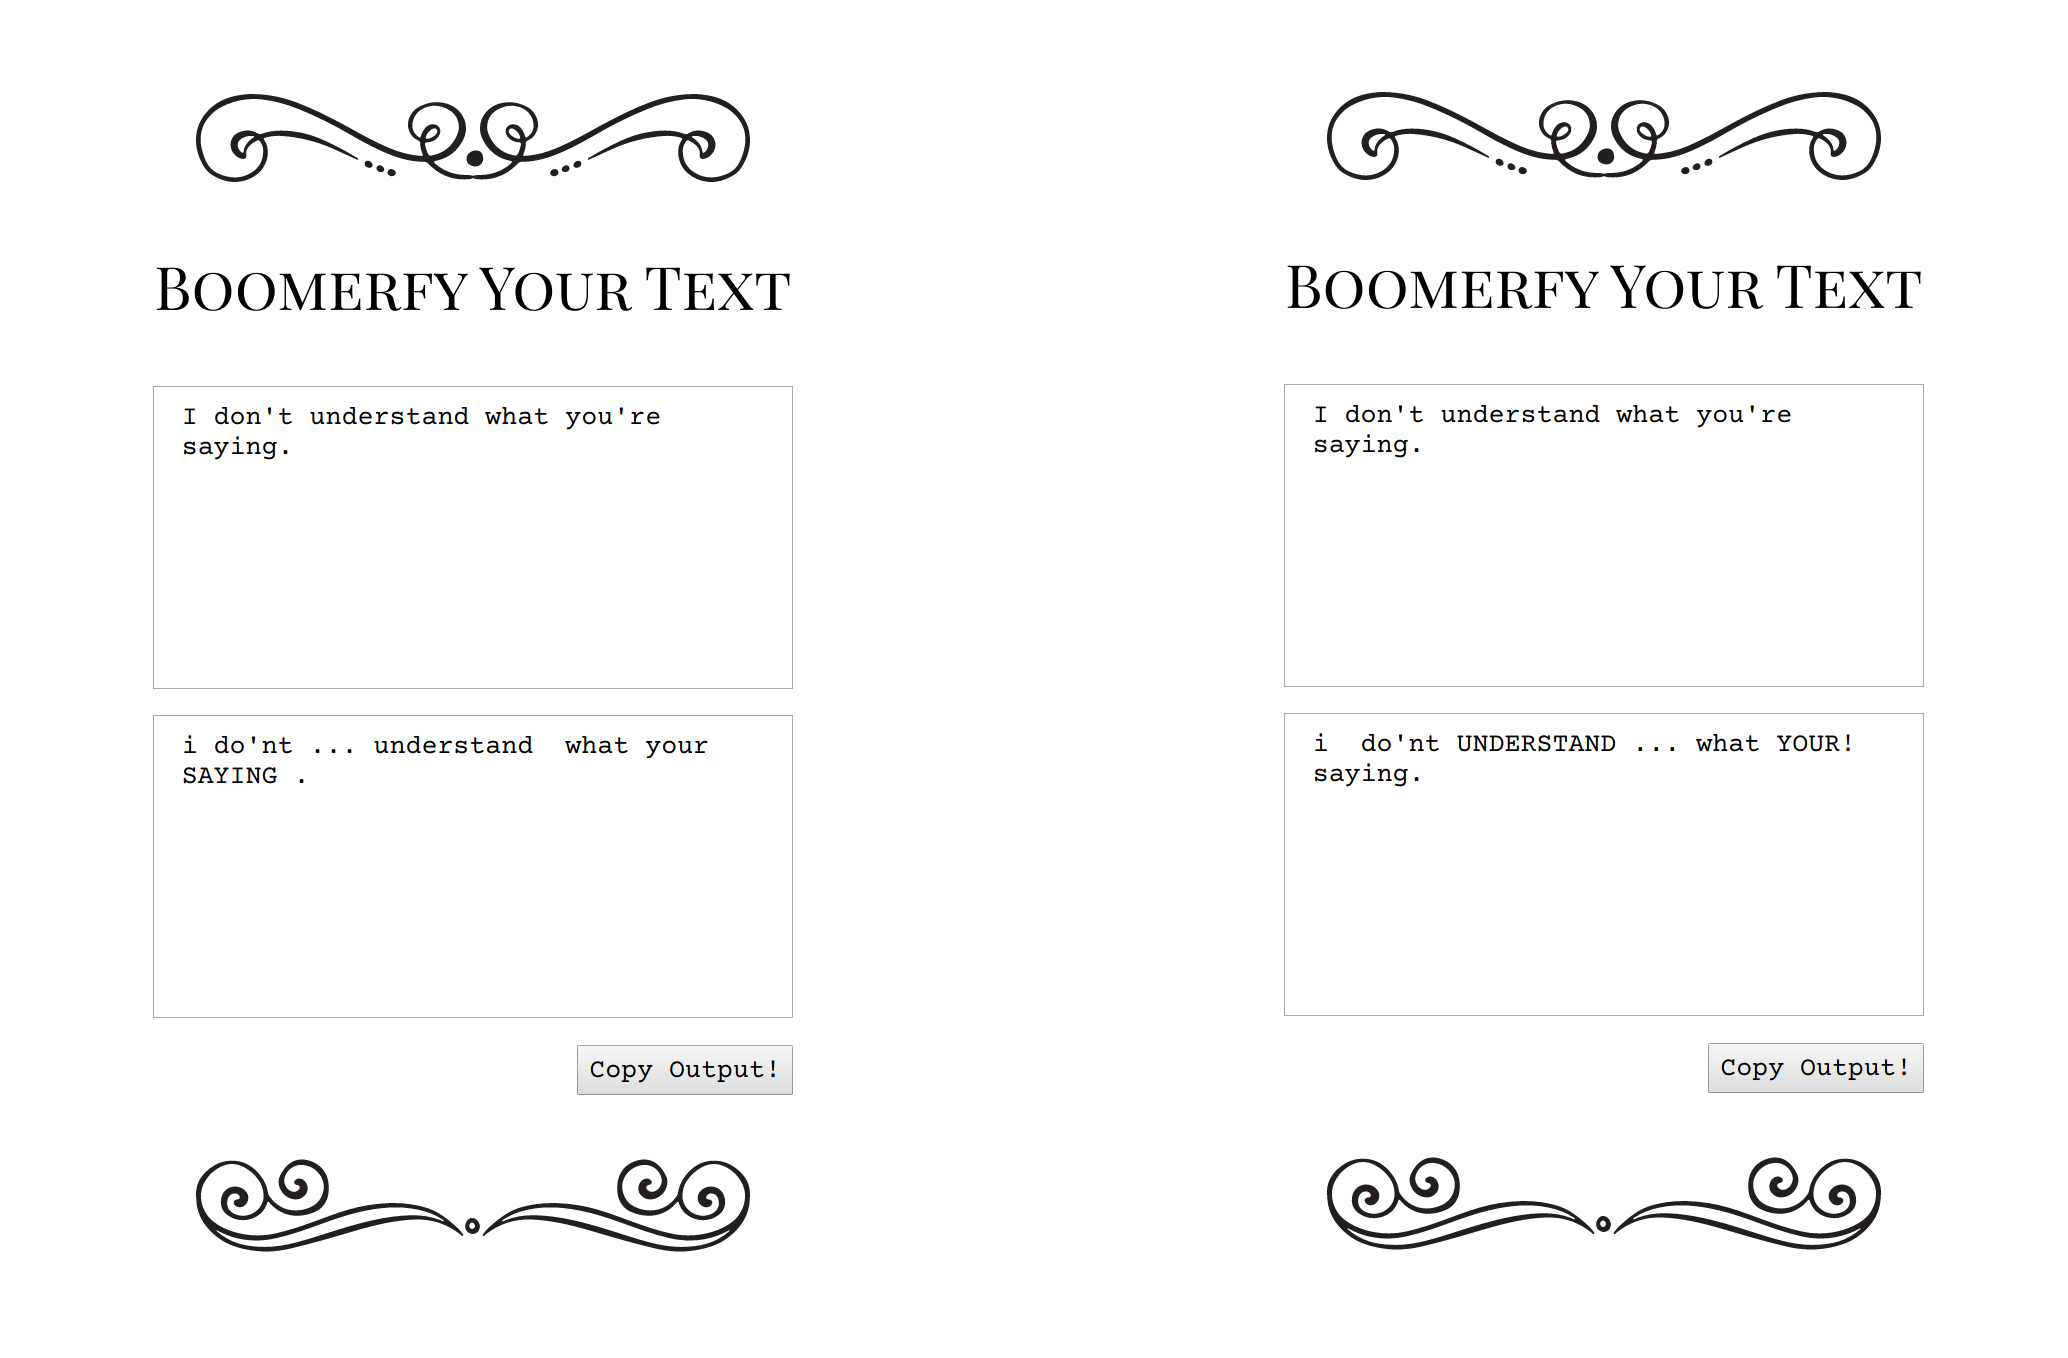 Boomerfy Your Text
I don't understand what you're
saying.
i do'nt ... understand  what your
SAYING .
Copy Output!
Boomerfy Your Text
I don't understand what you're
saying.
i  do'nt UNDERSTAND ... what YOUR!
saying.
Copy Output!